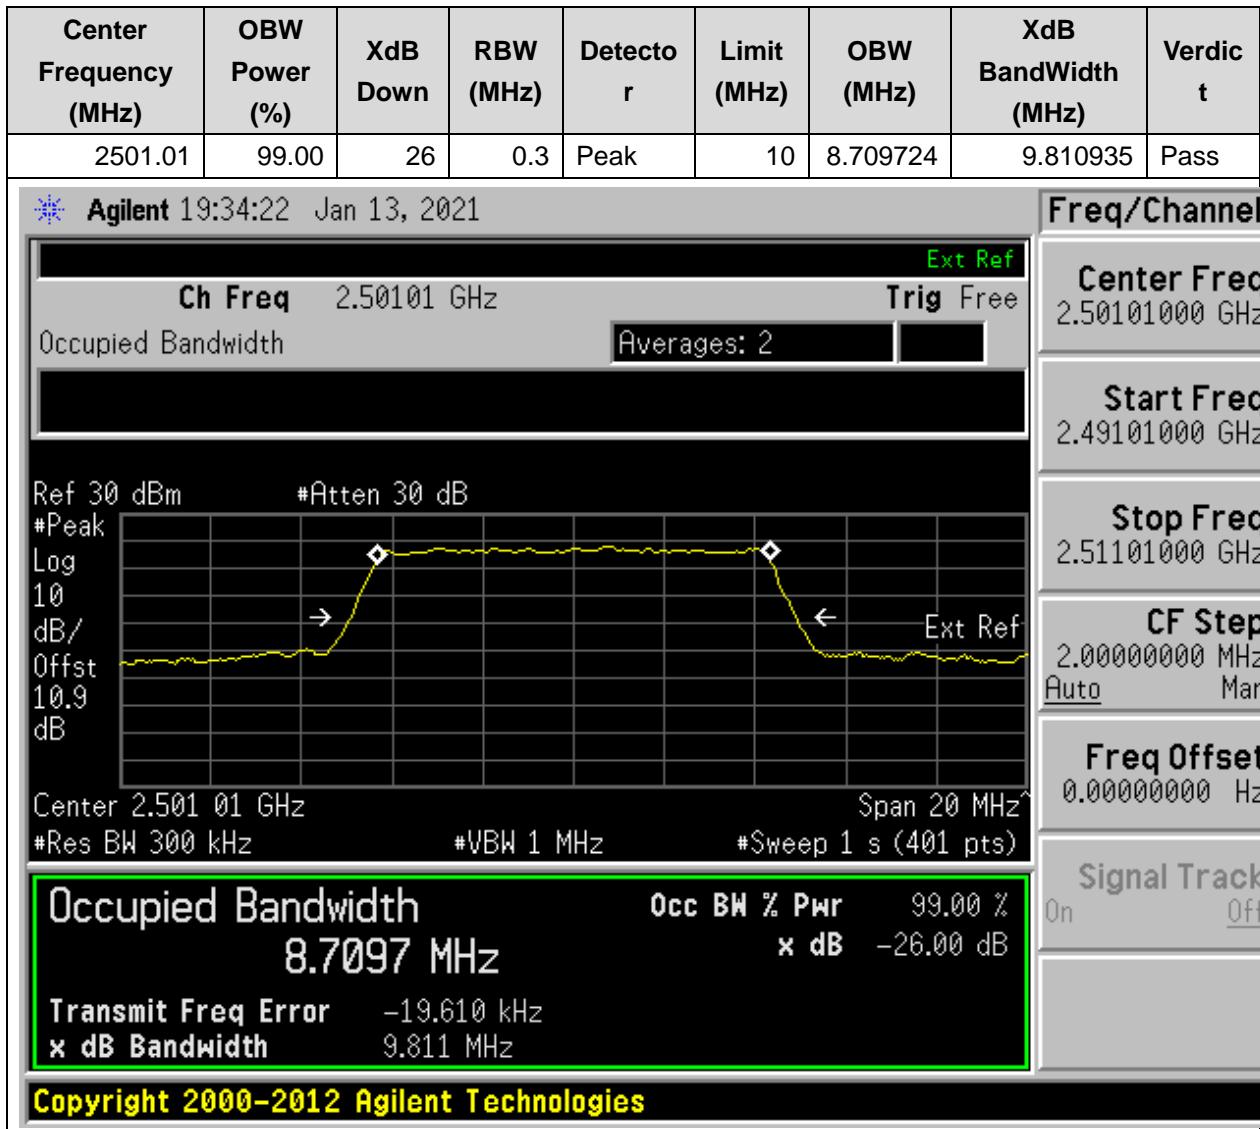 Center Frequency (MHz) OBW Power (%) XdB Down RBW (MHz) Detecto r Limit (MHz) OBW (MHz) XdB BandWidth (MHz) Verdic t
2501.01 99.00 26 0.3 Peak 10 8.709724 9.810935 Pass
Agilent 19:34:22 Jan 13, 2021
Freq/Channel
Ext Ref
Ch Freq 2.50101 GHz Trig Free
Occupied Bandwidth Averages: 2
Center Freq
2.50101000 GHz
Start Freq
2.49101000 GHz
Stop Freq
2.51101000 GHz
CF Step
2.00000000 MHz
Auto Man
Freq Offset
0.00000000 Hz
Signal Track
On Off
Ref 30 dBm #Atten 30 dB
#Peak
Log
10
dB/
Offst
10.9
dB
Ext Ref
Center 2.501 01 GHz Span 20 MHz^
#Res BW 300 kHz #VBW 1 MHz #Sweep 1 s (401 pts)
Occupied Bandwidth
8.7097 MHz
Occ BW % Pwr 99.00 %
x dB -26.00 dB
Transmit Freq Error -19.610 kHz
x dB Bandwidth 9.811 MHz
Copyright 2000-2012 Agilent Technologies